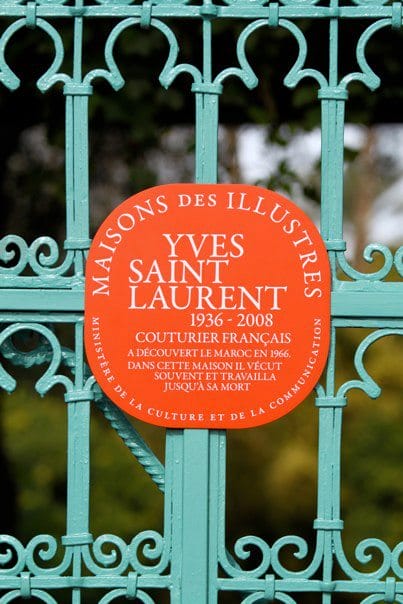 MAISONS DES ILLUSTRES
YVES
SAINT
LAURENT
1936 - 2008
COUTURIER FRANÇAIS
A DÉCOUVERT LE MAROC EN 1966.
DANS CETTE MAISON IL VÉCUT
SOUVENT ET TRAVAILLA
JUSQU'À SA MORT
MINISTÈRE DE LA CULTURE ET DE LA COMMUNICATION